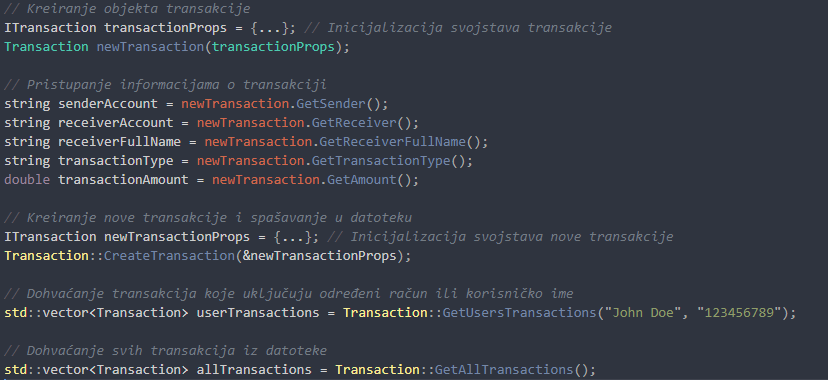 // Kreiranje objekta transakcije
ITransaction transactionProps = {...}; // Inicijalizacija svojstava transakcije
Transaction newTransaction(transactionProps);

// Pristupanje informacijama o transakciji
string senderAccount = newTransaction.GetSender();
string receiverAccount = newTransaction.GetReceiver();
string receiverFullName = newTransaction.GetReceiverFullName();
string transactionType = newTransaction.GetTransactionType();
double transactionAmount = newTransaction.GetAmount();

// Kreiranje nove transakcije i spašavanje u datoteku
ITransaction newTransactionProps = {...}; // Inicijalizacija svojstava nove transakcije
Transaction::CreateTransaction(&newTransactionProps);

// Dohvaćanje transakcija koje uključuju određeni račun ili korisničko ime
std::vector<Transaction> userTransactions = Transaction::GetUsersTransactions("John Doe", "123456789");

// Dohvaćanje svih transakcija iz datoteke
std::vector<Transaction> allTransactions = Transaction::GetAllTransactions();